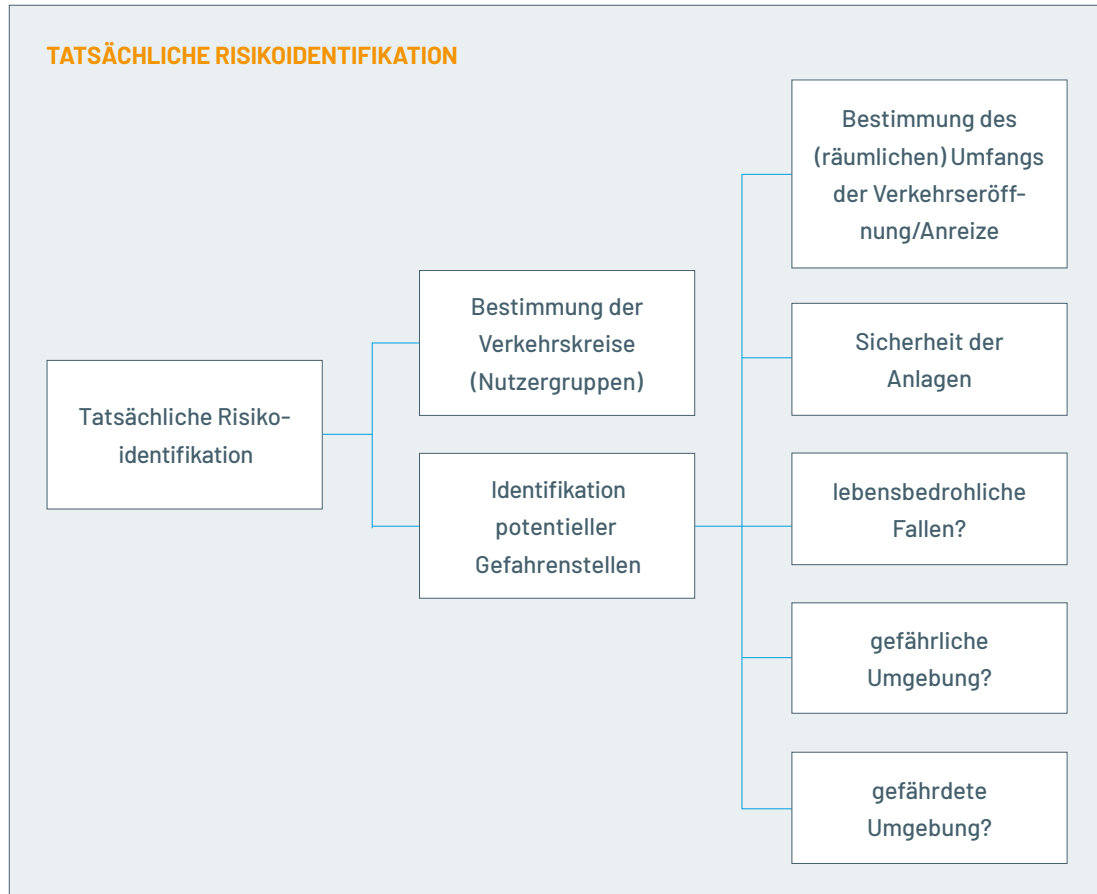 TATSÄCHLICHE RISIKOIDENTIFIKATION
Tatsächliche Risiko-
identifikation
Bestimmung der
Verkehrskreise
(Nutzergruppen)
Identifikation
potentieller
Gefahrenstellen
Bestimmung des
(räumlichen) Umfangs
der Verkehrseröff-
nung/Anreize
Sicherheit der
Anlagen
lebensbedrohliche
Fallen?
gefährliche
Umgebung?
gefährdete
Umgebung?